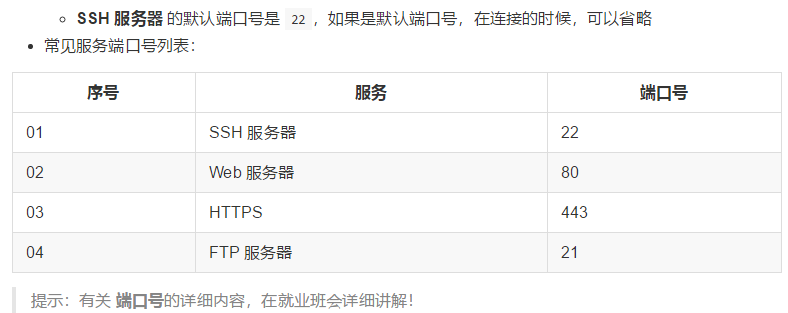 SSH 服务器 的默认端口号是 22 ，如果是默认端口号，在连接的时候，可以省略
常见服务端口号列表：
序号 服务 端口号
01 SSH 服务器 22
02 Web 服务器 80
03 HTTPS 443
04 FTP 服务器 21
提示：有关 端口号的详细内容，在就业班会详细讲解！